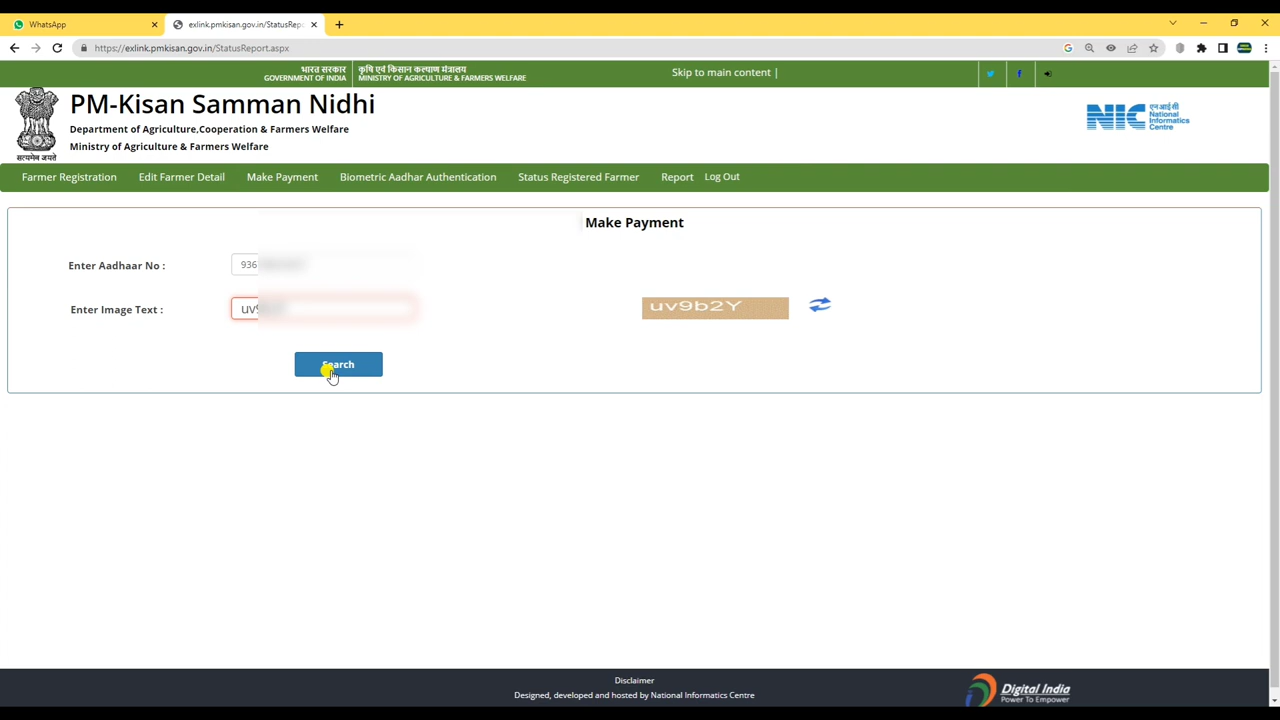 WhatsApp
exlink.pmkisan.gov.in/StatusRepo
https://exlink.pmkisan.gov.in/StatusReport.aspx
भारत सरकार
GOVERNMENT OF INDIA
कृषि एवं किसान कल्याण मंत्रालय
MINISTRY OF AGRICULTURE & FARMERS WELFARE
Skip to main content |
PM-Kisan Samman Nidhi
Department of Agriculture,Cooperation & Farmers Welfare
Ministry of Agriculture & Farmers Welfare
सत्यमेव जयते
NIC
एन आई सी
National
Informatics
Centre
Farmer Registration Edit Farmer Detail Make Payment Biometric Aadhar Authentication Status Registered Farmer Report Log Out
Make Payment
Enter Aadhaar No : 936
Enter Image Text :
uv9b2Y
Search
Disclaimer
Designed, developed and hosted by National Informatics Centre
Digital India
Power To Empower